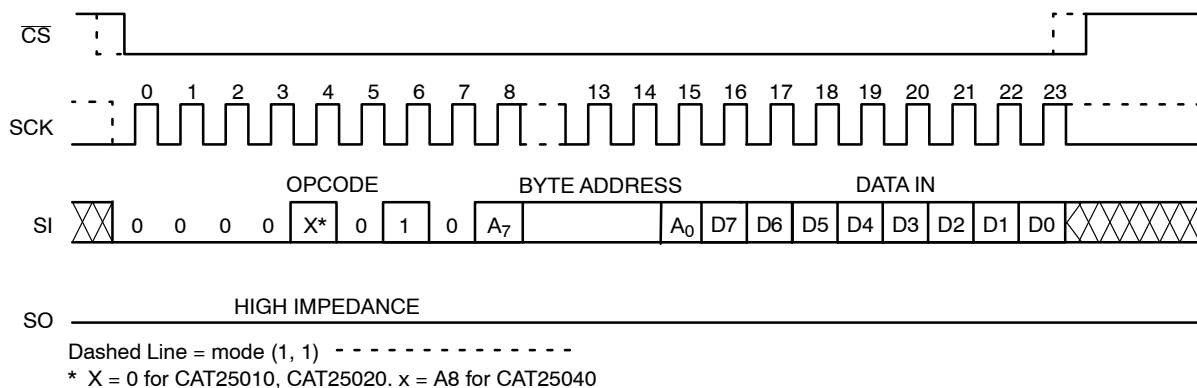 CS
0 1 2 3 4 5 6 7 8 13 14 15 16 17 18 19 20 21 22 23
SCK
OPCODE BYTE ADDRESS DATA IN
SI 0 0 0 0 X* 0 1 0 A7 A0 D7 D6 D5 D4 D3 D2 D1 D0
HIGH IMPEDANCE
SO
Dashed Line = mode (1, 1)
* X = 0 for CAT25010, CAT25020. x = A8 for CAT25040